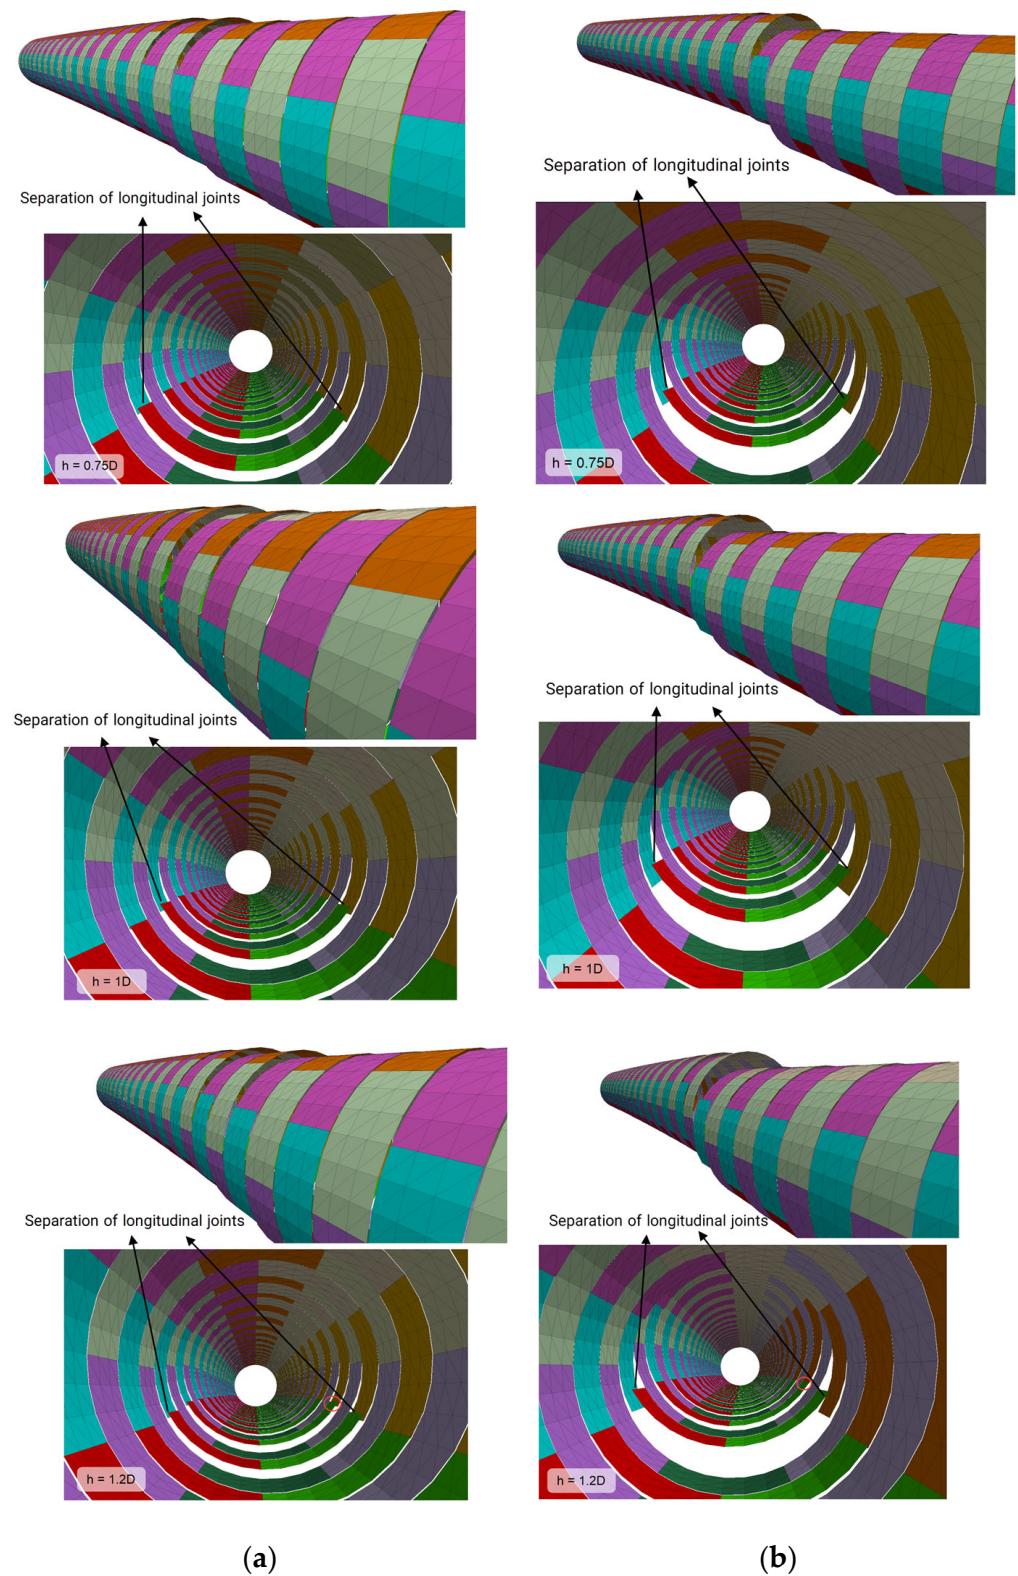 Separation of longitudinal joints
h = 0.75D
Separation of longitudinal joints
h = 0.75D
Separation of longitudinal joints
h = 1D
Separation of longitudinal joints
h = 1D
Separation of longitudinal joints
h = 1.2D
Separation of longitudinal joints
h = 1.2D
(a)
(b)